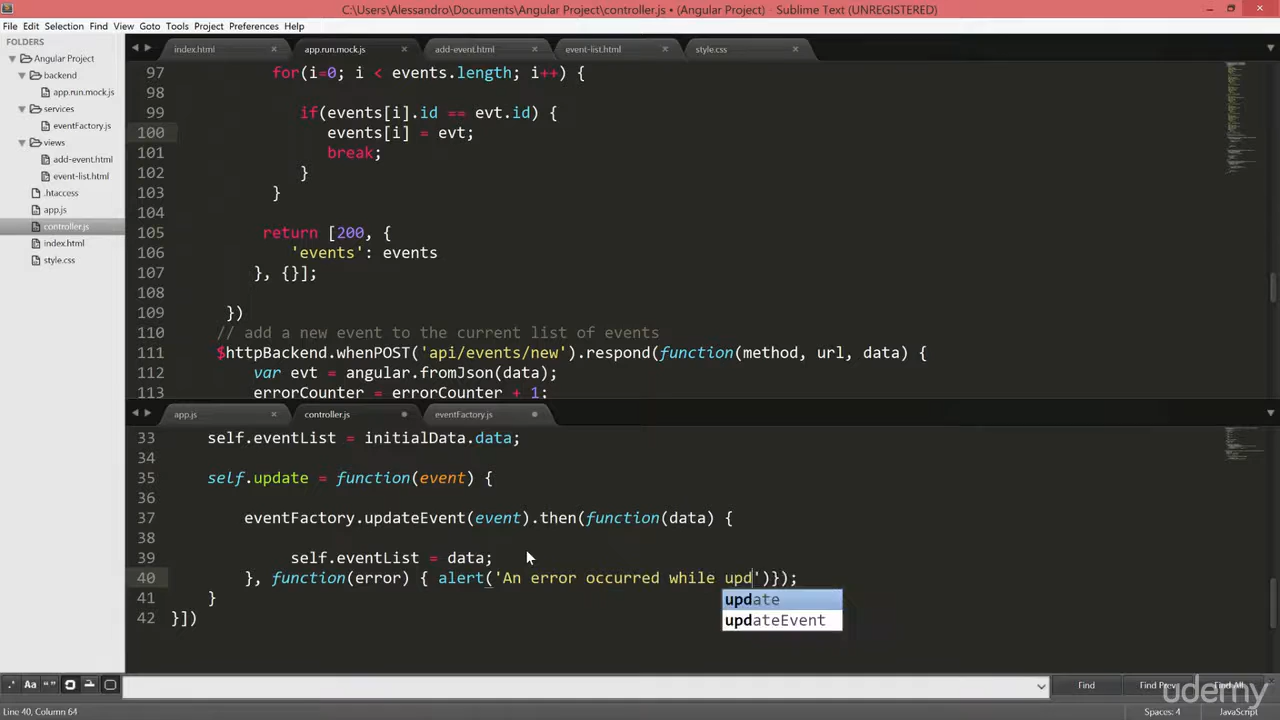 C:\Users\Alessandro\Documents\Angular Project\controller.js • (Angular Project) - Sublime Text (UNREGISTERED)
File Edit Selection Find View Goto Tools Project Preferences Help
FOLDERS
Angular Project
backend
app.run.mock.js
services
eventFactory.js
views
add-event.html
event-list.html
.htaccess
app.js
controller.js
index.html
style.css
index.html app.run.mock.js add-event.html event-list.html style.css
97 for(i=0; i < events.length; i++) {
98
99 if(events[i].id == evt.id) {
100 events[i] = evt;
101 break;
102 }
103 }
104
105 return [200, {
106 'events': events
107 }, {}];
108
109 })
110 // add a new event to the current list of events
111 $httpBackend.whenPOST('api/events/new').respond(function(method, url, data) {
112 var evt = angular.fromJson(data);
113 errorCounter = errorCounter + 1;
app.js controller.js eventFactory.js
33 self.eventList = initialData.data;
34
35 self.update = function(event) {
36
37 eventFactory.updateEvent(event).then(function(data) {
38
39 self.eventList = data;
40 }, function(error) { alert('An error occurred while upd')});
41 }
42 }])
update
updateEvent
.* Aa “ ” Find Find Prev Find All
udemy
Line 40, Column 64 Spaces: 4 JavaScript